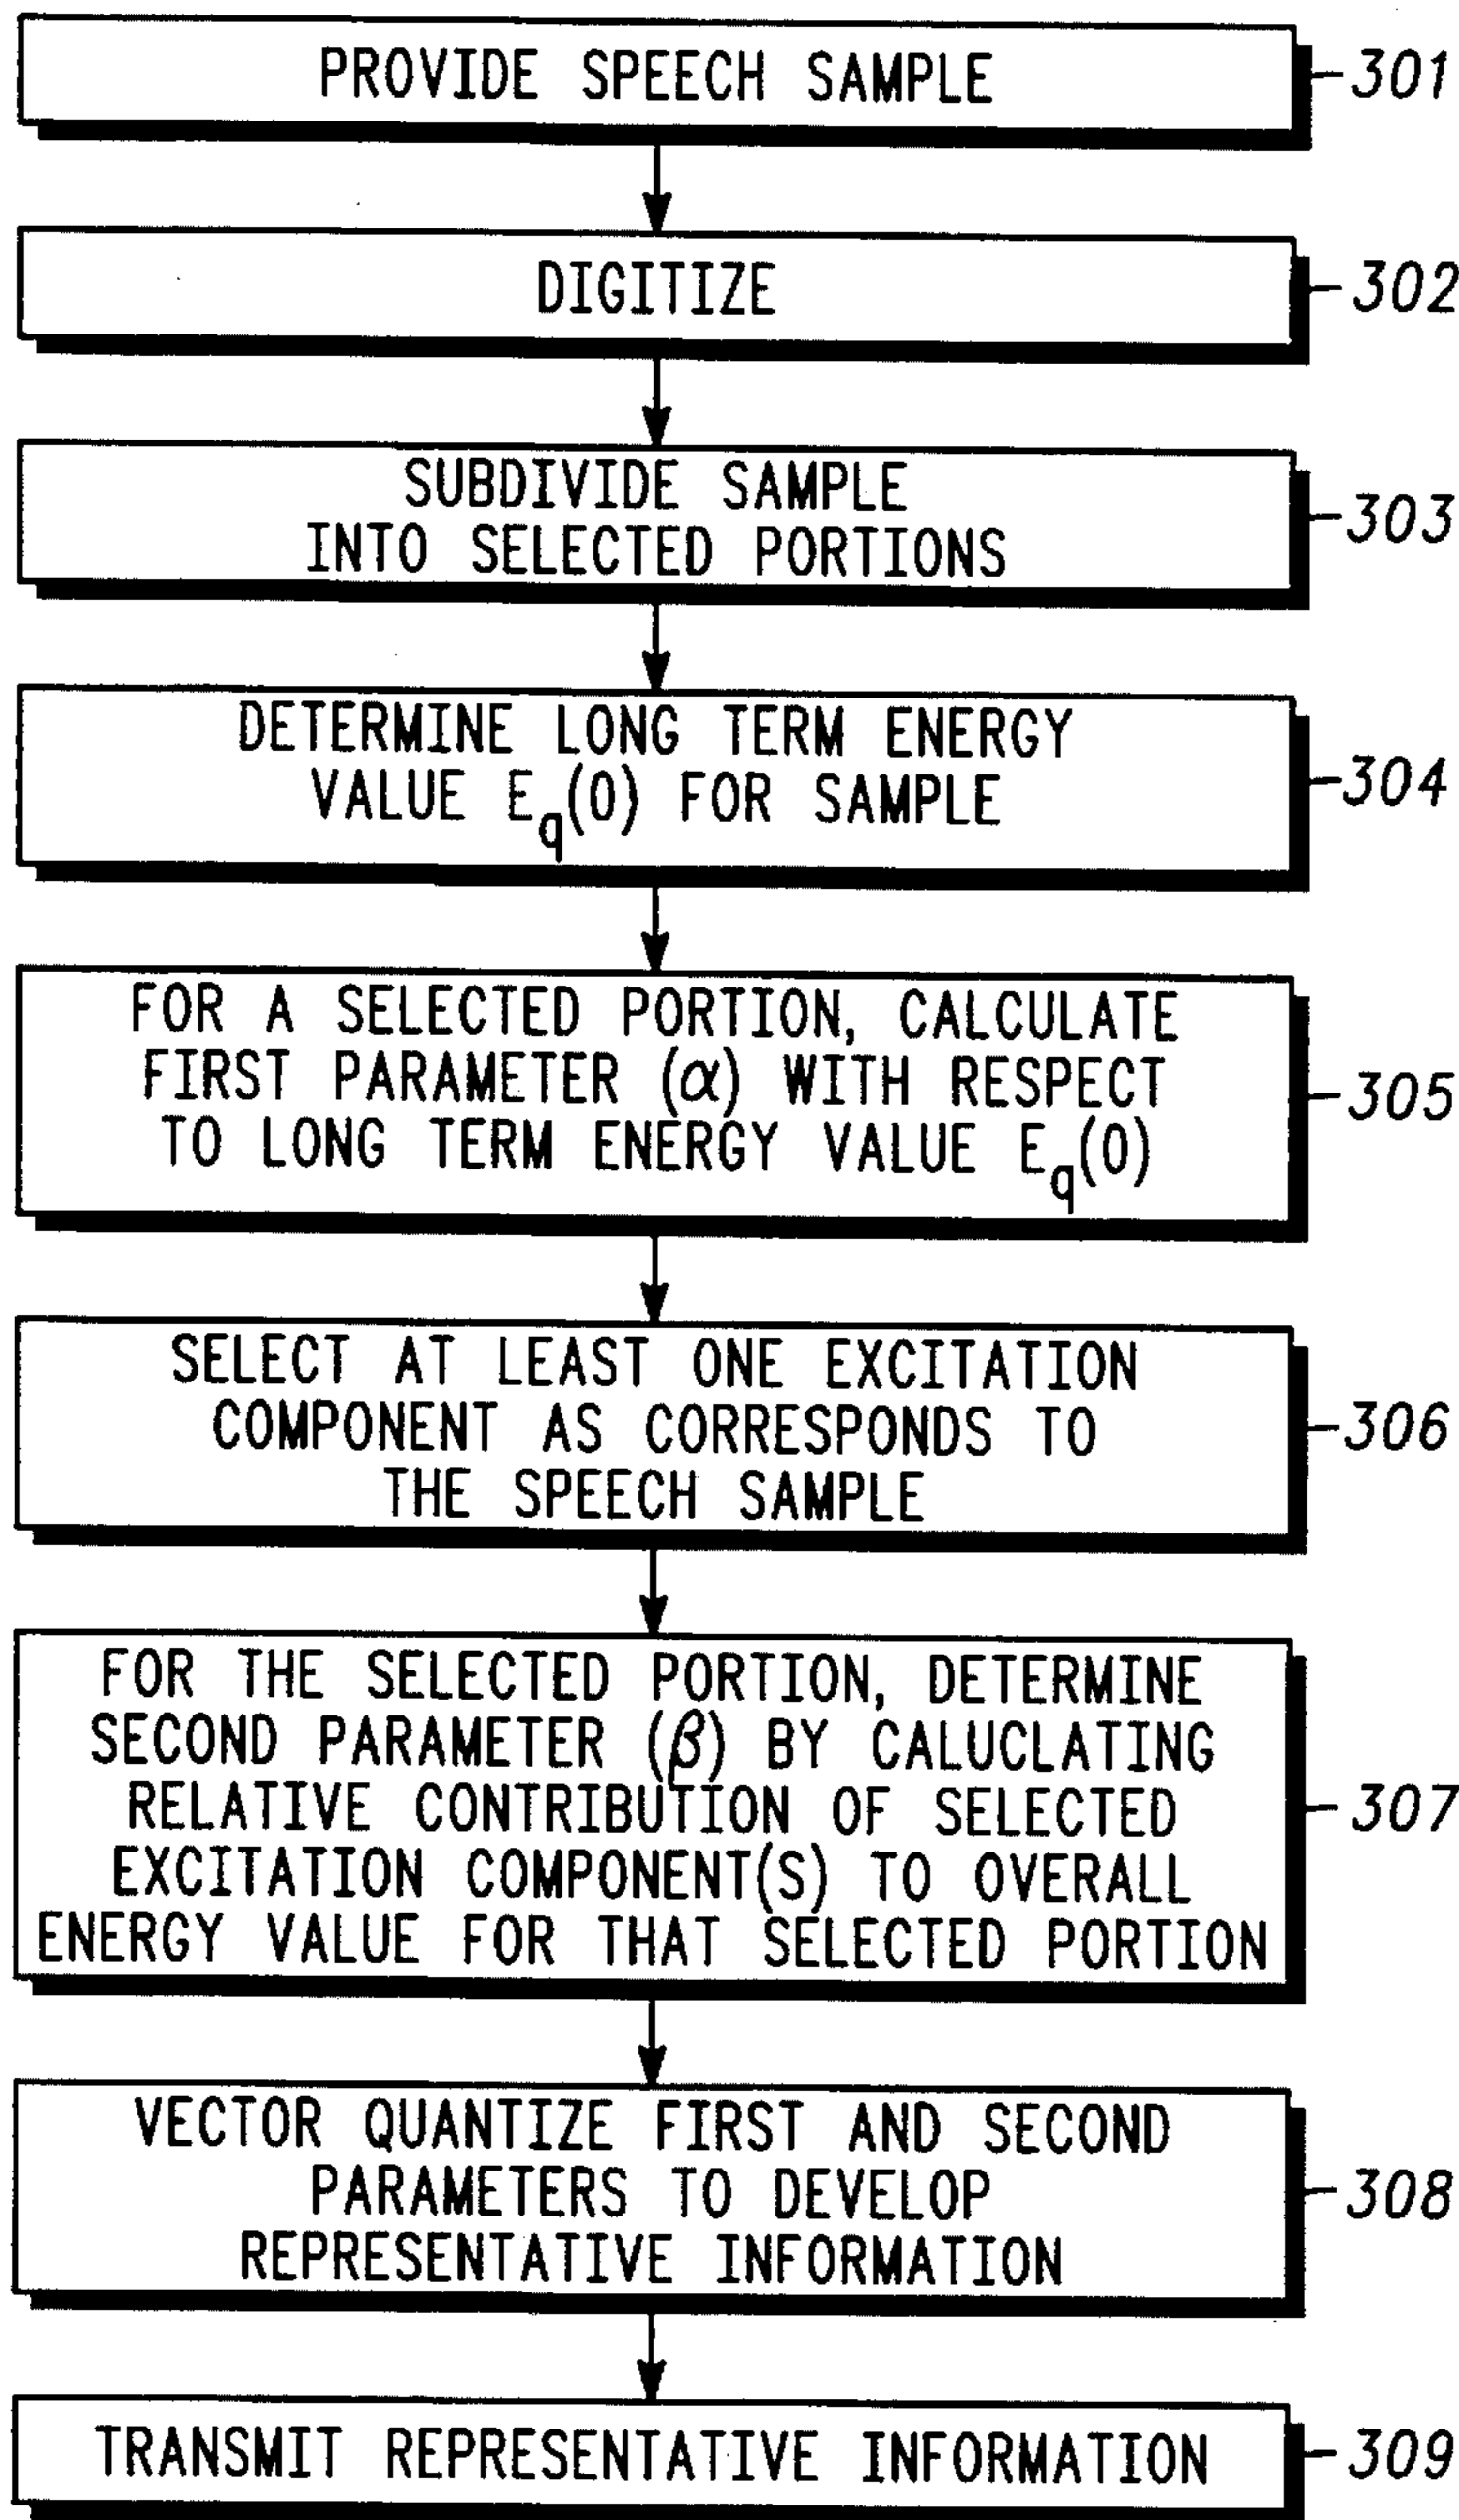 PROVIDE SPEECH SAMPLE
301
DIGITIZE
302
SUBDIVIDE SAMPLE
INTO SELECTED PORTIONS
303
DETERMINE LONG TERM ENERGY
VALUE Eq(0) FOR SAMPLE
304
FOR A SELECTED PORTION, CALCULATE
FIRST PARAMETER (α) WITH RESPECT
TO LONG TERM ENERGY VALUE Eq(0)
305
SELECT AT LEAST ONE EXCITATION
COMPONENT AS CORRESPONDS TO
THE SPEECH SAMPLE
306
FOR THE SELECTED PORTION, DETERMINE
SECOND PARAMETER (β) BY CALUCLATING
RELATIVE CONTRIBUTION OF SELECTED
EXCITATION COMPONENT(S) TO OVERALL
ENERGY VALUE FOR THAT SELECTED PORTION
307
VECTOR QUANTIZE FIRST AND SECOND
PARAMETERS TO DEVELOP
REPRESENTATIVE INFORMATION
308
TRANSMIT REPRESENTATIVE INFORMATION
309